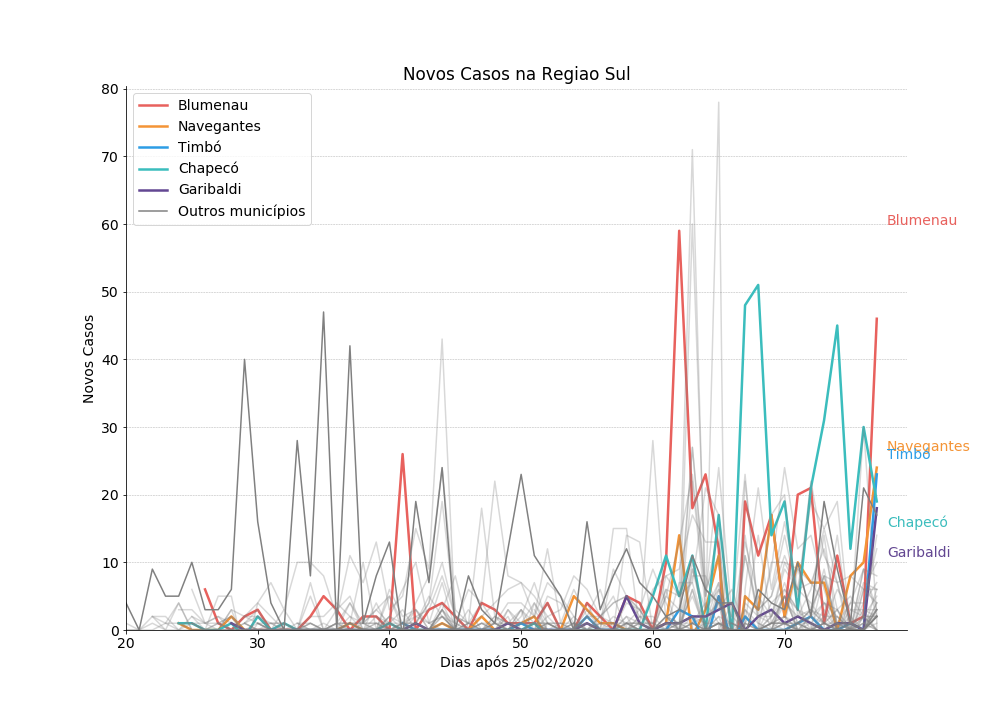 Novos Casos na Regiao Sul
80
70
60
50
40
30
20
10
0
Novos Casos
Blumenau
Navegantes
Timbó
Chapecó
Garibaldi
Outros municípios
Blumenau
Navegantes
Timbó
Chapecó
Garibaldi
20 30 40 50 60 70
Dias após 25/02/2020